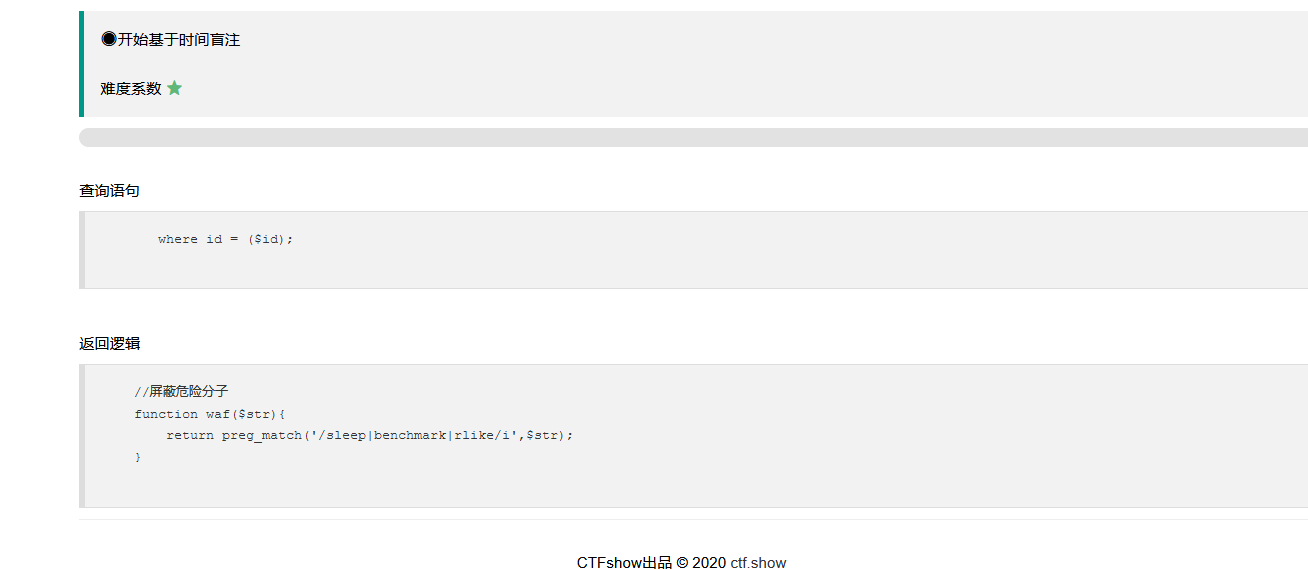 ◉开始基于时间盲注
难度系数 ★
查询语句
where id = ($id);
返回逻辑
//屏蔽危险分子
function waf($str){
return preg_match('/sleep|benchmark|rlike/i',$str);
}
CTFshow出品 © 2020 ctf.show